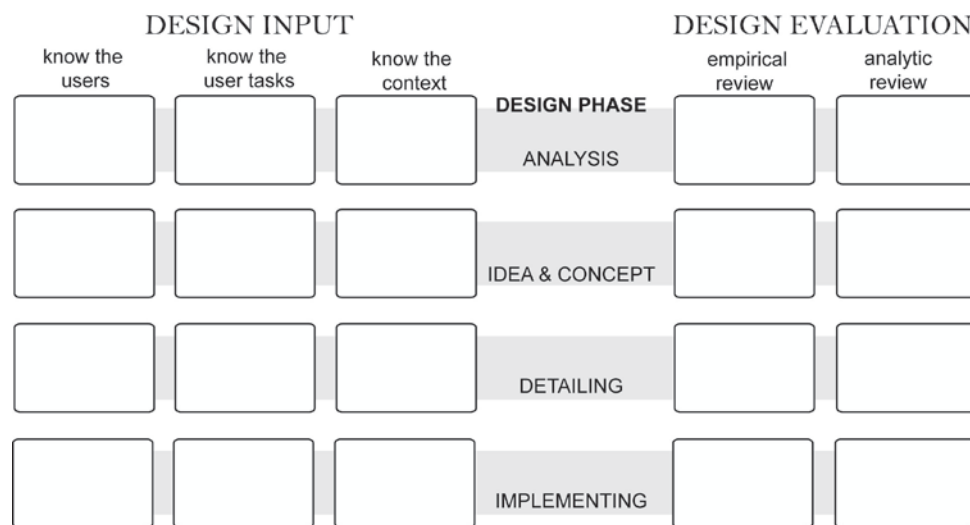 DESIGN INPUT
DESIGN EVALUATION
know the
users
know the
user tasks
know the
context
empirical
review
analytic
review
DESIGN PHASE
ANALYSIS
IDEA & CONCEPT
DETAILING
IMPLEMENTING